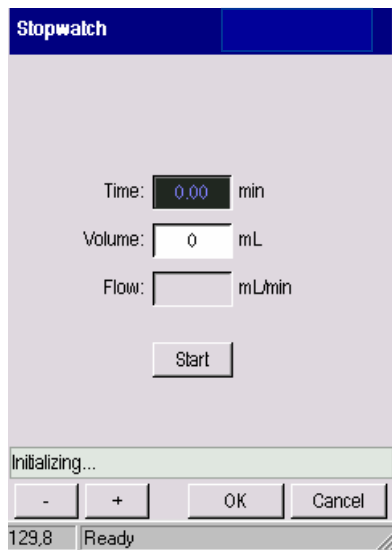 Stopwatch
Time: 0.00 min
Volume: 0 mL
Flow: mL/min
Start
Initializing...
- + OK Cancel
129,8 Ready